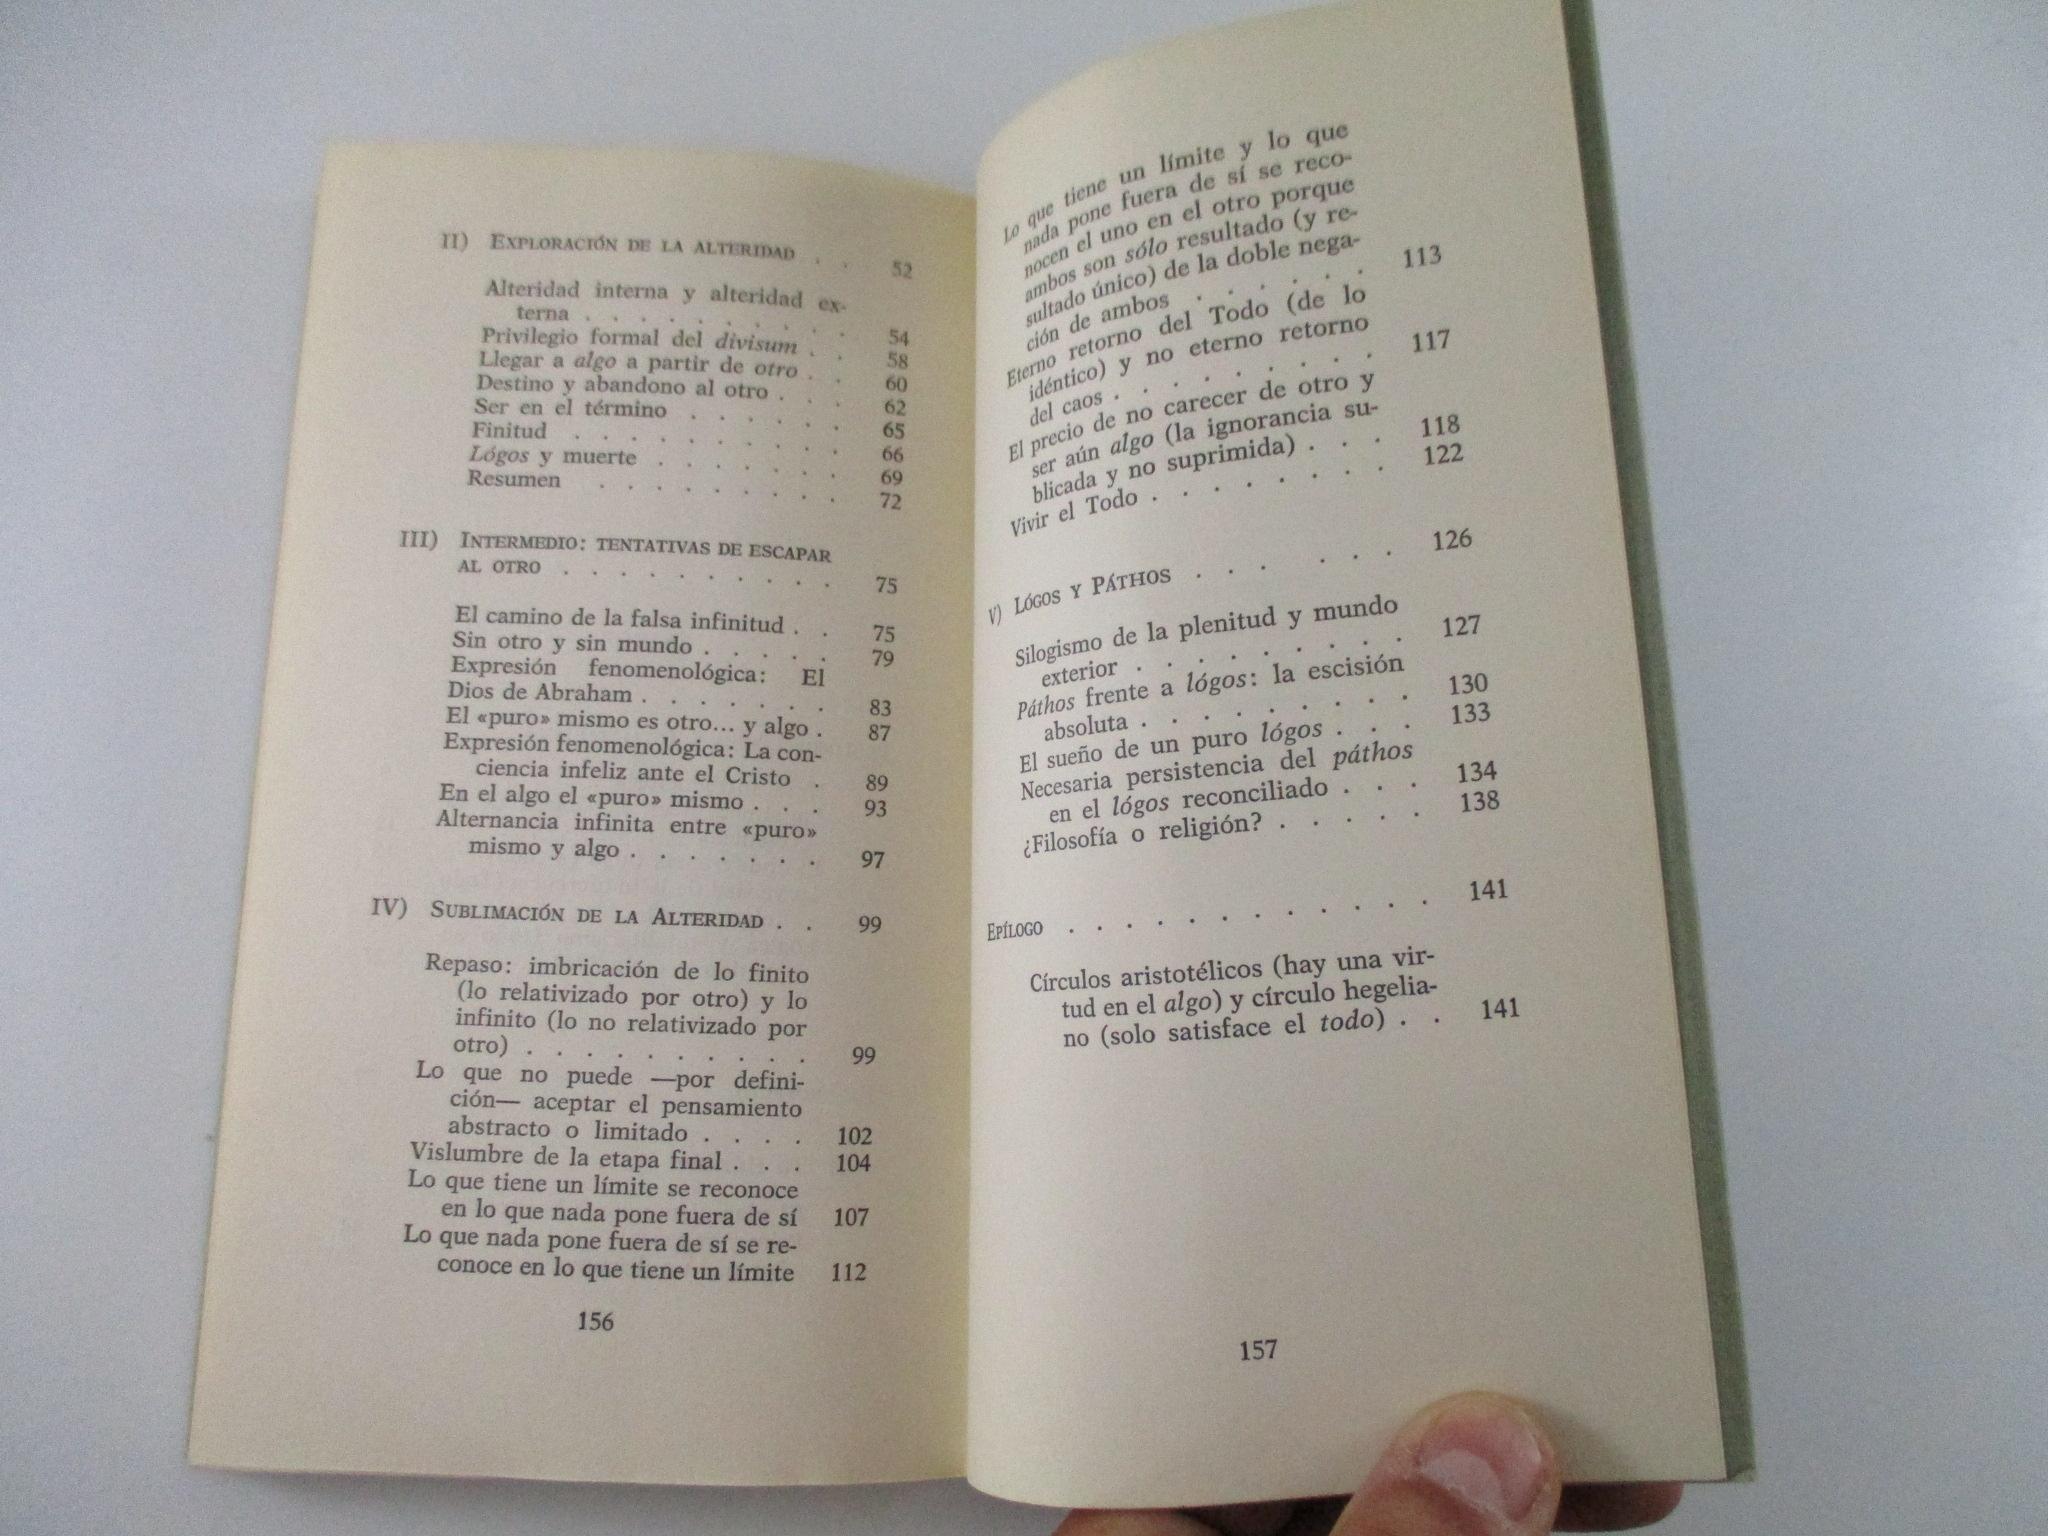 II) EXPLORACIÓN DE LA ALTERIDAD . . 52
Alteridad interna y alteridad ex-
terna . . . . . . . . . 54
Privilegio formal del divisum . . 58
Llegar a algo a partir de otro . . 60
Destino y abandono al otro . . . 62
Ser en el término . . . . . . 65
Finitud . . . . . . . . . 66
Lógos y muerte . . . . . . . 69
Resumen . . . . . . . . . 72
III) INTERMEDIO: TENTATIVAS DE ESCAPAR
AL OTRO . . . . . . . . . . 75
El camino de la falsa infinitud . . 75
Sin otro y sin mundo . . . . . 79
Expresión fenomenológica: El
Dios de Abraham . . . . . . . 83
El «puro» mismo es otro... y algo . 87
Expresión fenomenológica: La con-
ciencia infeliz ante el Cristo . 89
En el algo el «puro» mismo . . . 93
Alternancia infinita entre «puro»
mismo y algo . . . . . . . 97
IV) SUBLIMACIÓN DE LA ALTERIDAD . . 99
Repaso: imbricación de lo finito
(lo relativizado por otro) y lo
infinito (lo no relativizado por
otro) . . . . . . . . . . 99
Lo que no puede —por defini-
ción— aceptar el pensamiento
abstracto o limitado . . . . 102
Vislumbre de la etapa final . . . 104
Lo que tiene un límite se reconoce
en lo que nada pone fuera de sí 107
Lo que nada pone fuera de sí se re-
conoce en lo que tiene un límite 112
156
Lo que tiene un límite y lo que
nada pone fuera de sí se reco-
nocen el uno en el otro porque
ambos son sólo resultado (y re-
sultado único) de la doble nega-
ción de ambos . . . . . . 113
Eterno retorno del Todo (de lo
idéntico) y no eterno retorno
del caos . . . . . . . . . 117
El precio de no carecer de otro y
ser aún algo (la ignorancia su-
blicada y no suprimida) . . . 118
Vivir el Todo . . . . . . . . 122
V) LÓGOS Y PÁTHOS . . . . . . 126
Silogismo de la plenitud y mundo
exterior . . . . . . . . . 127
Páthos frente a lógos: la escisión
absoluta . . . . . . . . . 130
El sueño de un puro lógos . . . 133
Necesaria persistencia del páthos
en el lógos reconciliado . . . 134
¿Filosofía o religión? . . . . . 138
EPÍLOGO . . . . . . . . . . . . 141
Círculos aristotélicos (hay una vir-
tud en el algo) y círculo hegelia-
no (solo satisface el todo) . . 141
157